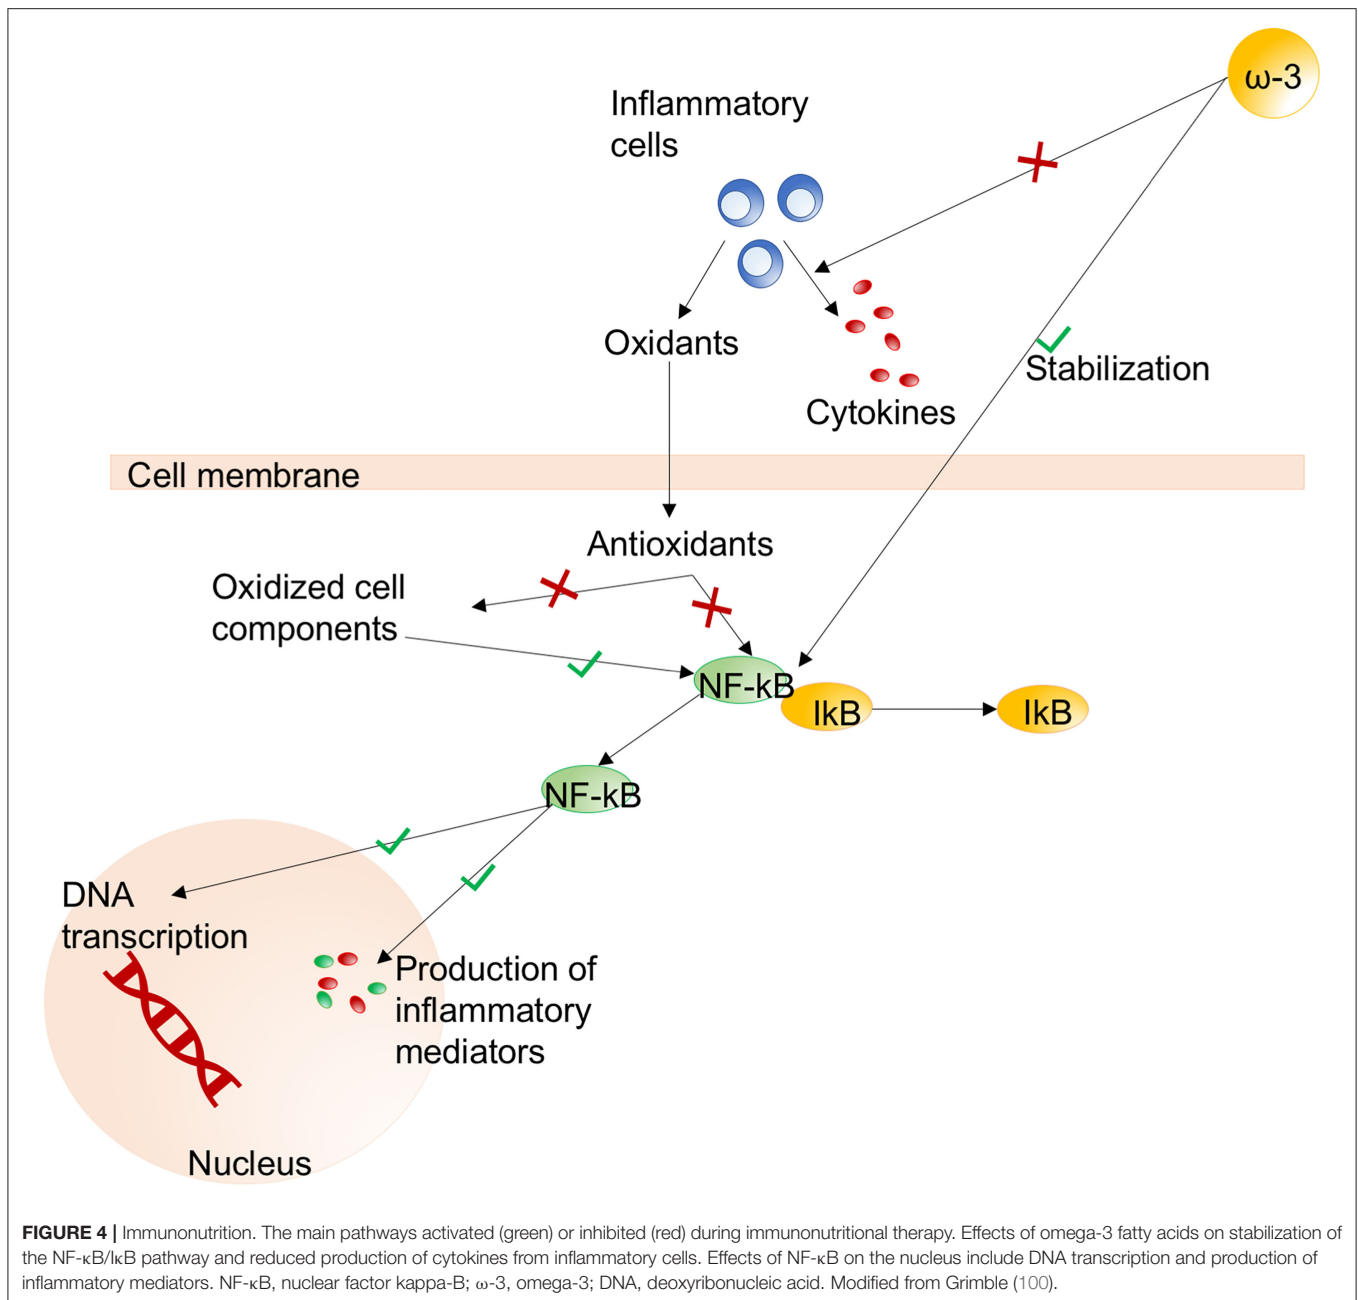 ω-3
Inflammatory
cells
Oxidants
Cytokines
Stabilization
Cell membrane
Antioxidants
Oxidized cell
components
NF-kB
IkB
IkB
NF-kB
DNA
transcription
Production of
inflammatory
mediators
Nucleus
FIGURE 4 | Immunonutrition. The main pathways activated (green) or inhibited (red) during immunonutritional therapy. Effects of omega-3 fatty acids on stabilization of
the NF-κB/IκB pathway and reduced production of cytokines from inflammatory cells. Effects of NF-κB on the nucleus include DNA transcription and production of
inflammatory mediators. NF-κB, nuclear factor kappa-B; ω-3, omega-3; DNA, deoxyribonucleic acid. Modified from Grimble (100).